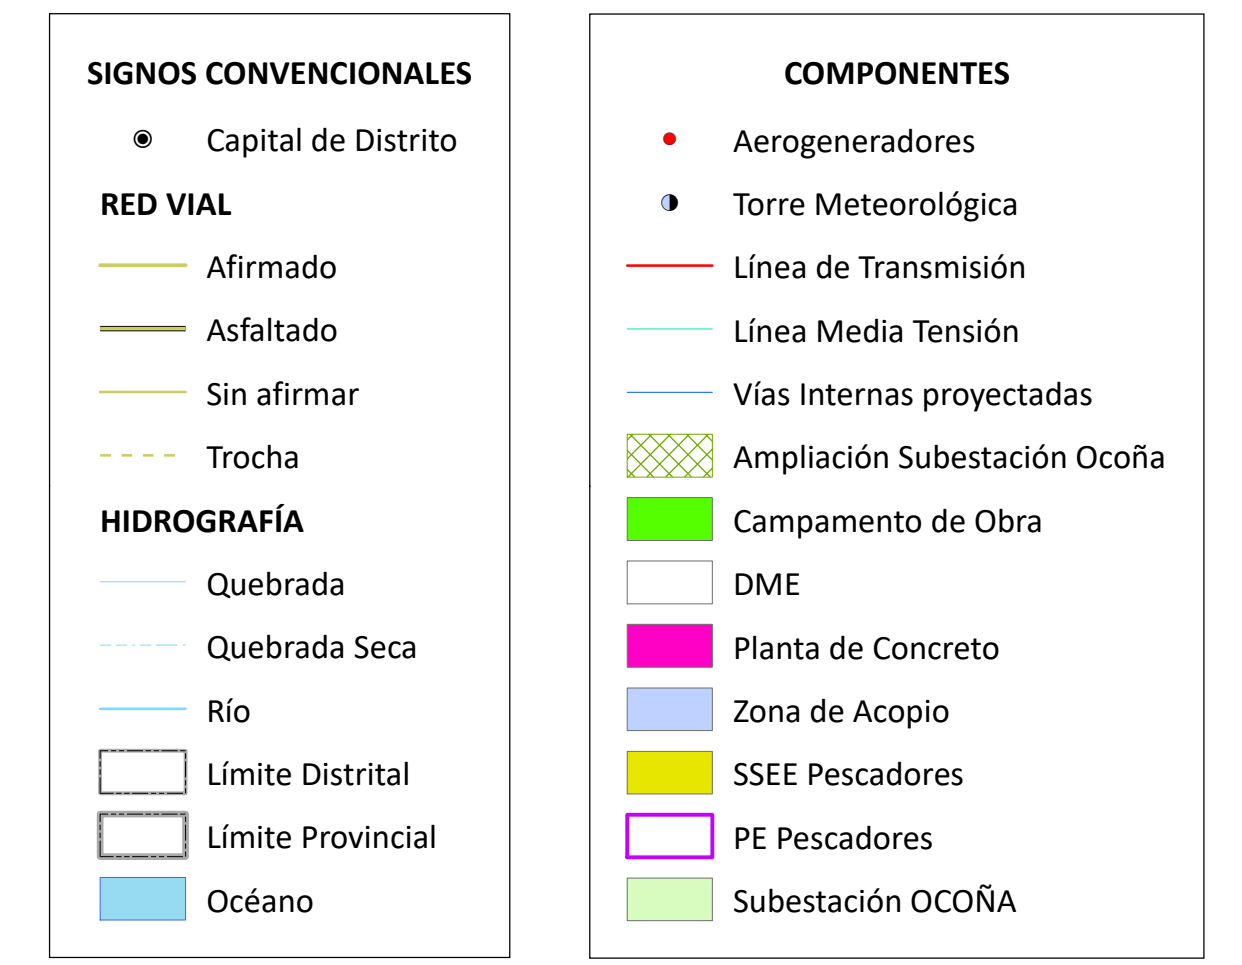 SIGNOS CONVENCIONALES
Capital de Distrito
RED VIAL
Afirmado
Asfaltado
Sin afirmar
Trocha
HIDROGRAFÍA
Quebrada
Quebrada Seca
Río
Límite Distrital
Límite Provincial
Océano
COMPONENTES
Aerogeneradores
Torre Meteorológica
Línea de Transmisión
Línea Media Tensión
Vías Internas proyectadas
Ampliación Subestación Ocoña
Campamento de Obra
DME
Planta de Concreto
Zona de Acopio
SSEE Pescadores
PE Pescadores
Subestación OCOÑA